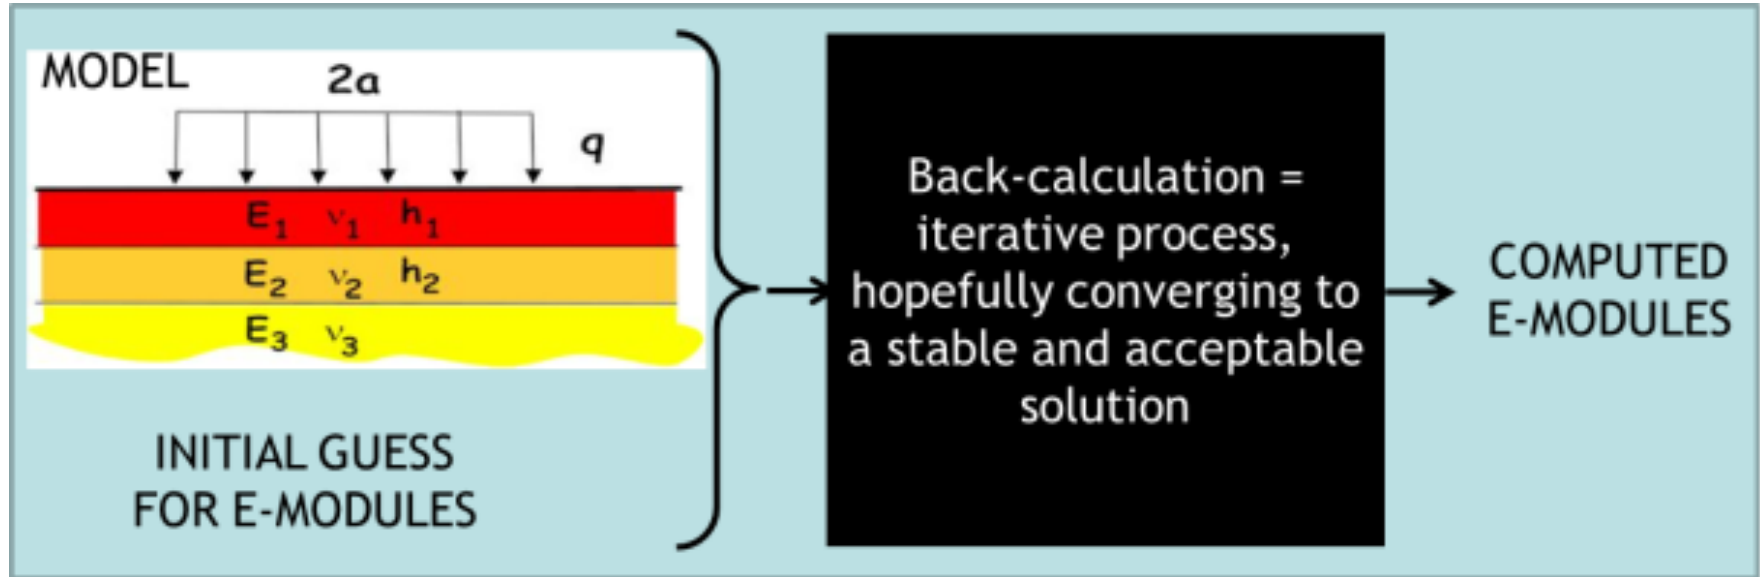 MODEL
2a
q
E₁ ν₁ h₁
E₂ ν₂ h₂
E₃ ν₃
INITIAL GUESS
FOR E-MODULES
Back-calculation =
iterative process,
hopefully converging to
a stable and acceptable
solution
COMPUTED
E-MODULES